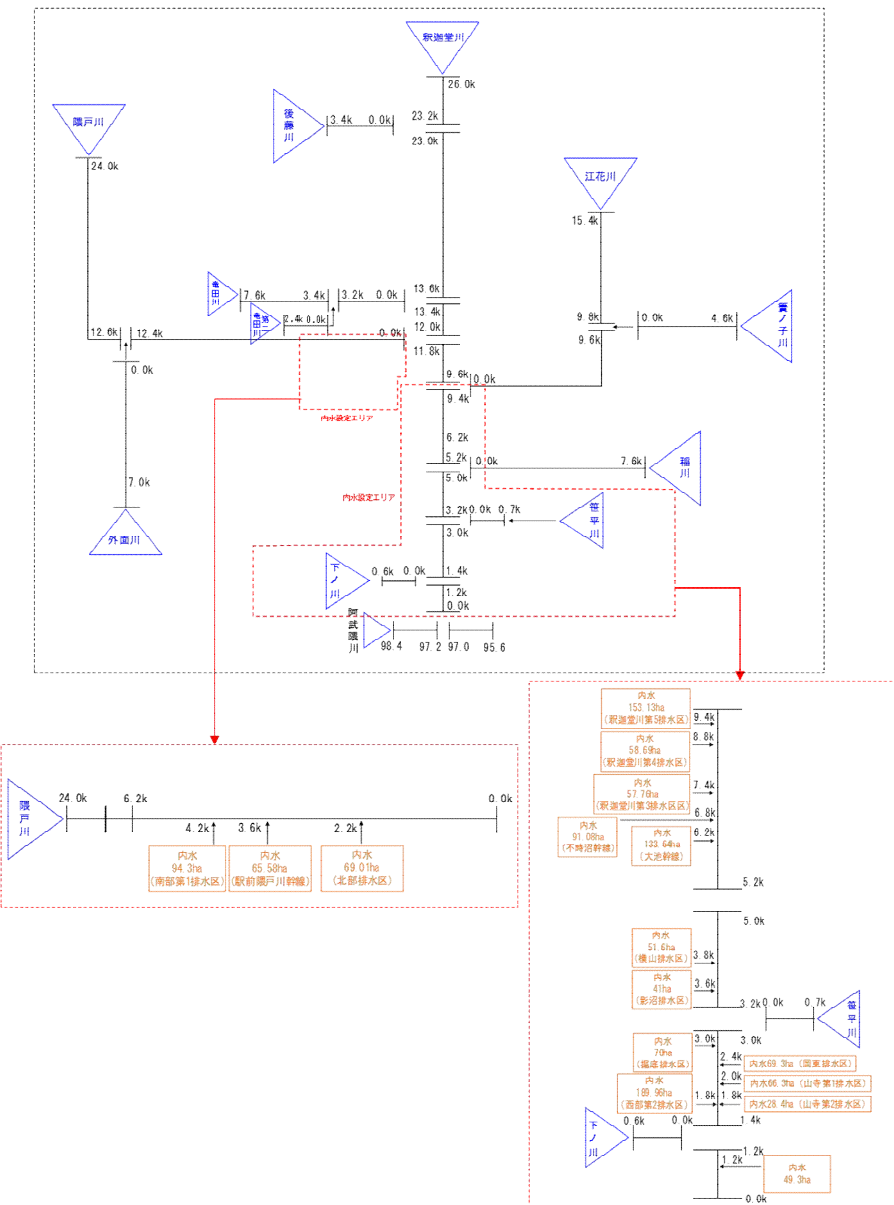 釈迦堂川
26.0k
後藤川
3.4k 0.0k
23.2k
23.0k
隈戸川
24.0k
江花川
15.4k
竜田川
7.6k 3.4k 3.2k 0.0k
13.6k
13.4k
第二竜田川
2.4k 0.0k
12.0k
11.8k
12.6k 12.4k 0.0k
0.0k
9.8k
9.6k
簀ノ子川
0.0k 4.6k
9.6k 0.0k
9.4k
内水設定エリア
6.2k
5.2k 0.0k 7.6k
5.0k
稲川
7.0k
外面川
内水設定エリア
3.2k 0.0k 0.7k
3.0k
笹平川
下ノ川
0.6k 0.0k
1.4k
1.2k
0.0k
阿武隈川
98.4 97.2 97.0 95.6
隈戸川
24.0k 6.2k 0.0k
4.2k 3.6k 2.2k
内水
94.3ha
(南部第1排水区)
内水
65.58ha
(駅前隈戸川幹線)
内水
69.01ha
(北部排水区)
内水
153.13ha
(釈迦堂川第5排水区)
9.4k
内水
58.69ha
(釈迦堂川第4排水区)
8.8k
内水
57.76ha
(釈迦堂川第3排水区区)
7.4k
6.8k
内水
91.08ha
(不時沼幹線)
6.2k
内水
133.64ha
(大池幹線)
5.2k
5.0k
内水
51.6ha
(横山排水区)
3.8k
内水
41ha
(影沼排水区)
3.6k
3.2k 0.0k 0.7k
笹平川
3.0k 3.0k
内水
70ha
(堀底排水区)
2.4k
内水69.3ha (岡東排水区)
2.0k
内水66.3ha (山寺第1排水区)
内水
189.96ha
(西部第2排水区)
1.8k 1.8k
内水28.4ha (山寺第2排水区)
下ノ川
0.6k 0.0k
1.4k
1.2k
1.2k
内水
49.3ha
0.0k